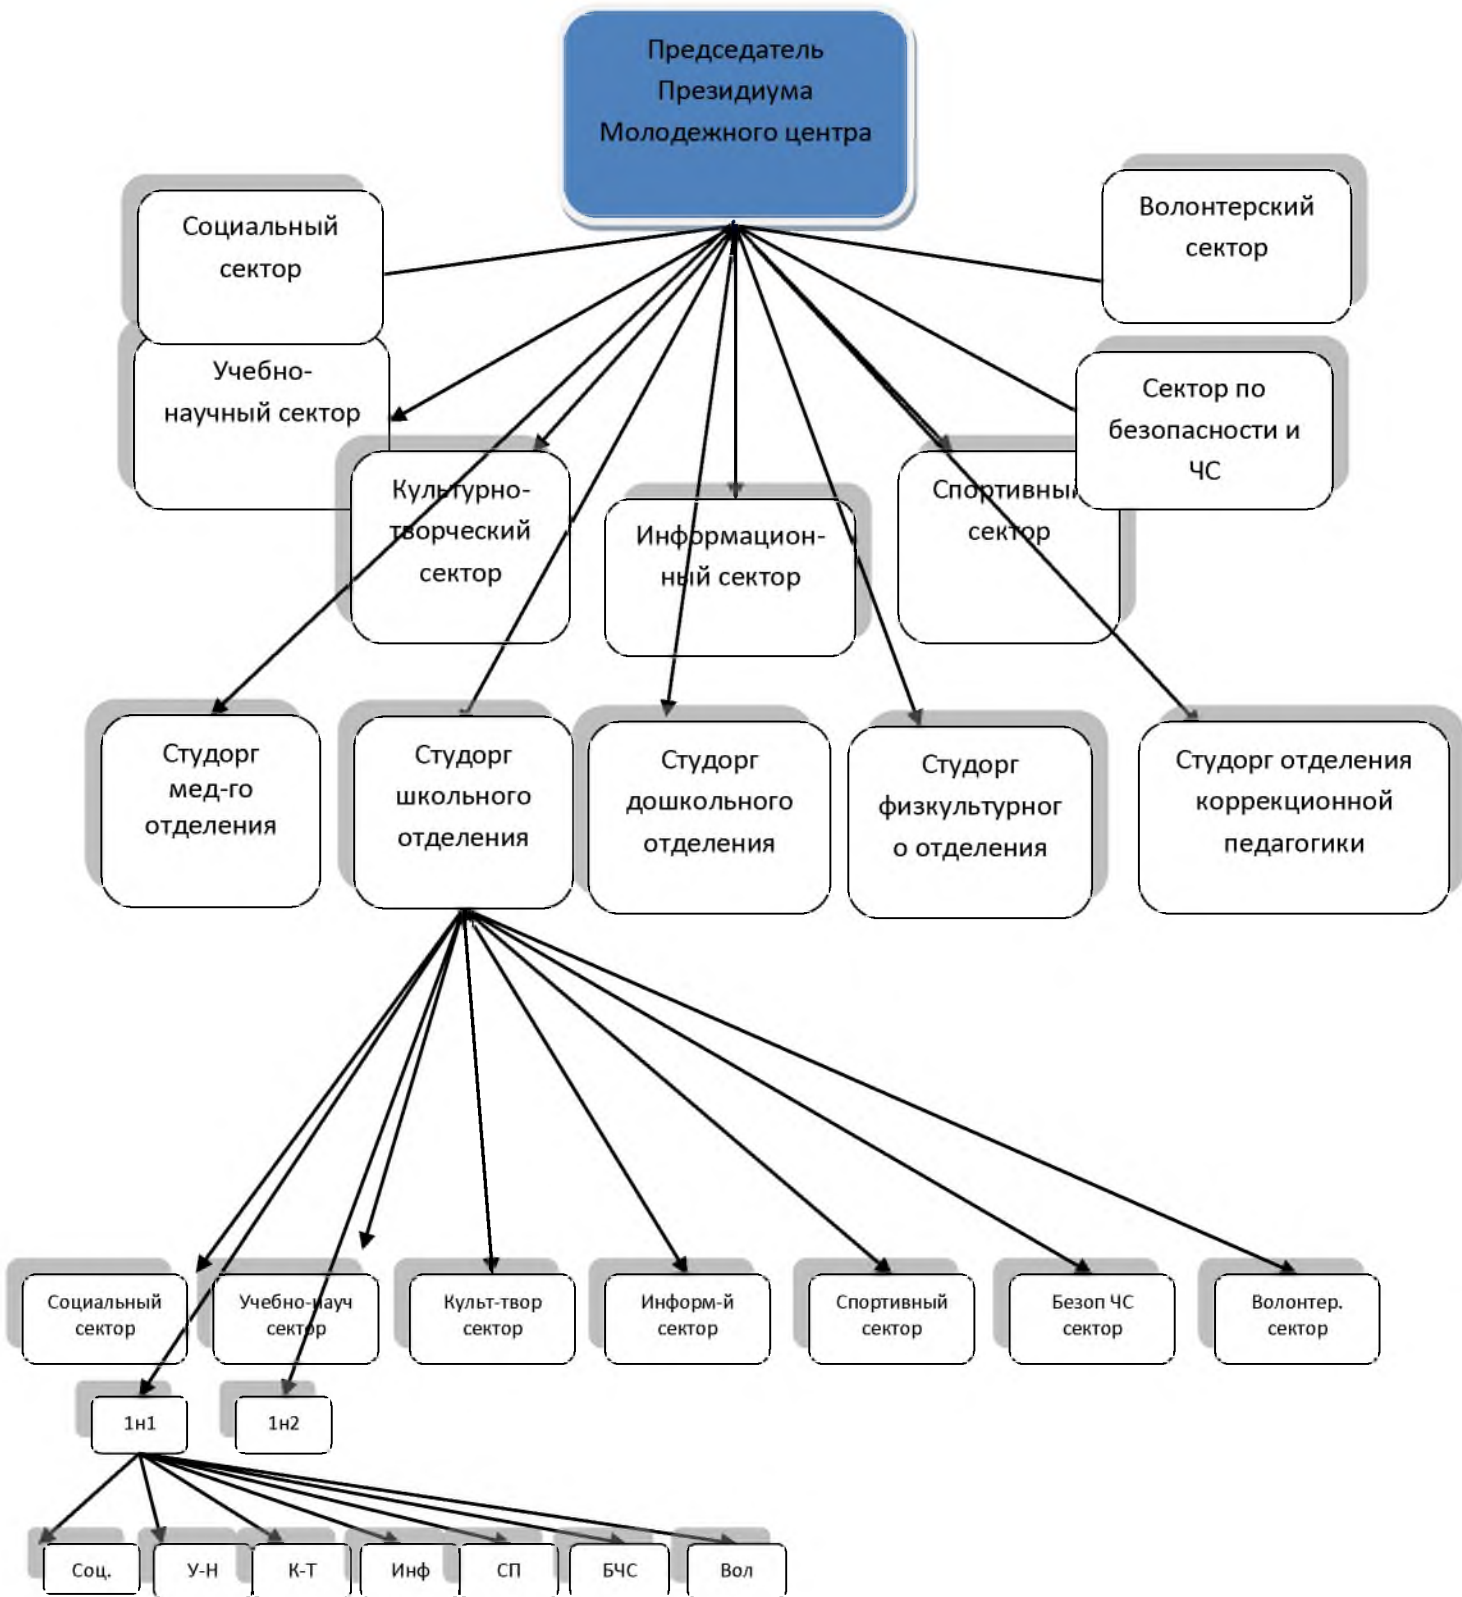 Председатель
Президиума
Молодежного центра
Социальный
сектор
Волонтерский
сектор
Учебно-
научный сектор
Сектор по
безопасности и
ЧС
Культурно-
творческий
сектор
Информацион-
ный сектор
Спортивный
сектор
Студорг
мед-го
отделения
Студорг
школьного
отделения
Студорг
дошкольного
отделения
Студорг
физкультурног
о отделения
Студорг отделения
коррекционной
педагогики
Социальный
сектор
Учебно-науч
сектор
Культ-твор
сектор
Информ-й
сектор
Спортивный
сектор
Безоп ЧС
сектор
Волонтер.
сектор
1н1
1н2
Соц.
У-Н
К-Т
Инф
СП
БЧС
Вол